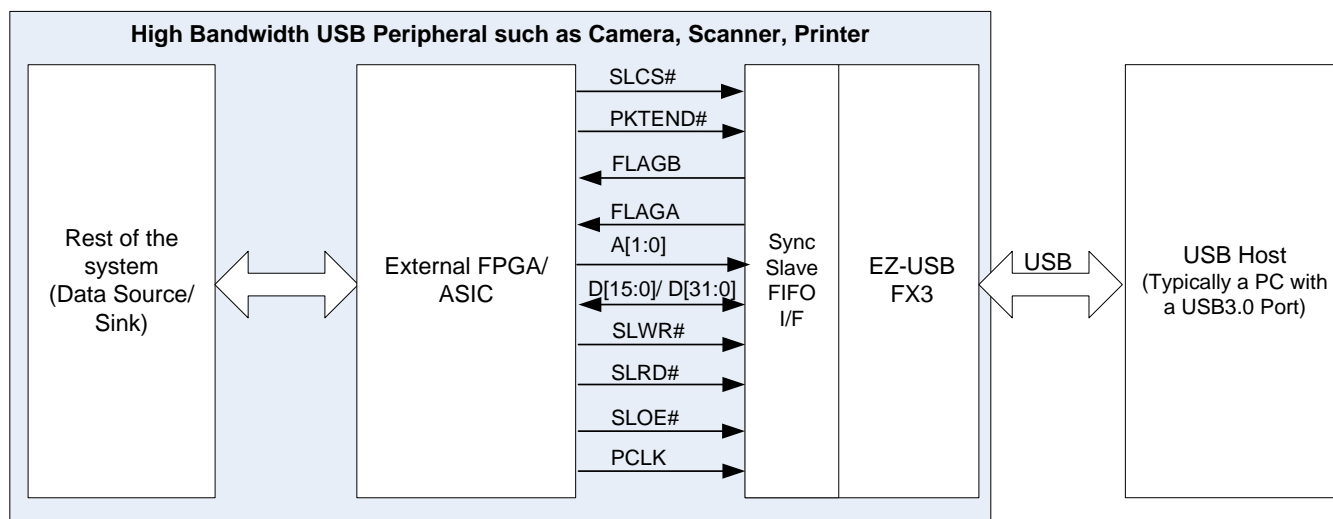 High Bandwidth USB Peripheral such as Camera, Scanner, Printer
Rest of the
system
(Data Source/
Sink)
External FPGA/
ASIC
SLCS#
PKTEND#
FLAGB
FLAGA
A[1:0]
D[15:0]/ D[31:0]
SLWR#
SLRD#
SLOE#
PCLK
Sync
Slave
FIFO
I/F
EZ-USB
FX3
USB
USB Host
(Typically a PC with
a USB3.0 Port)